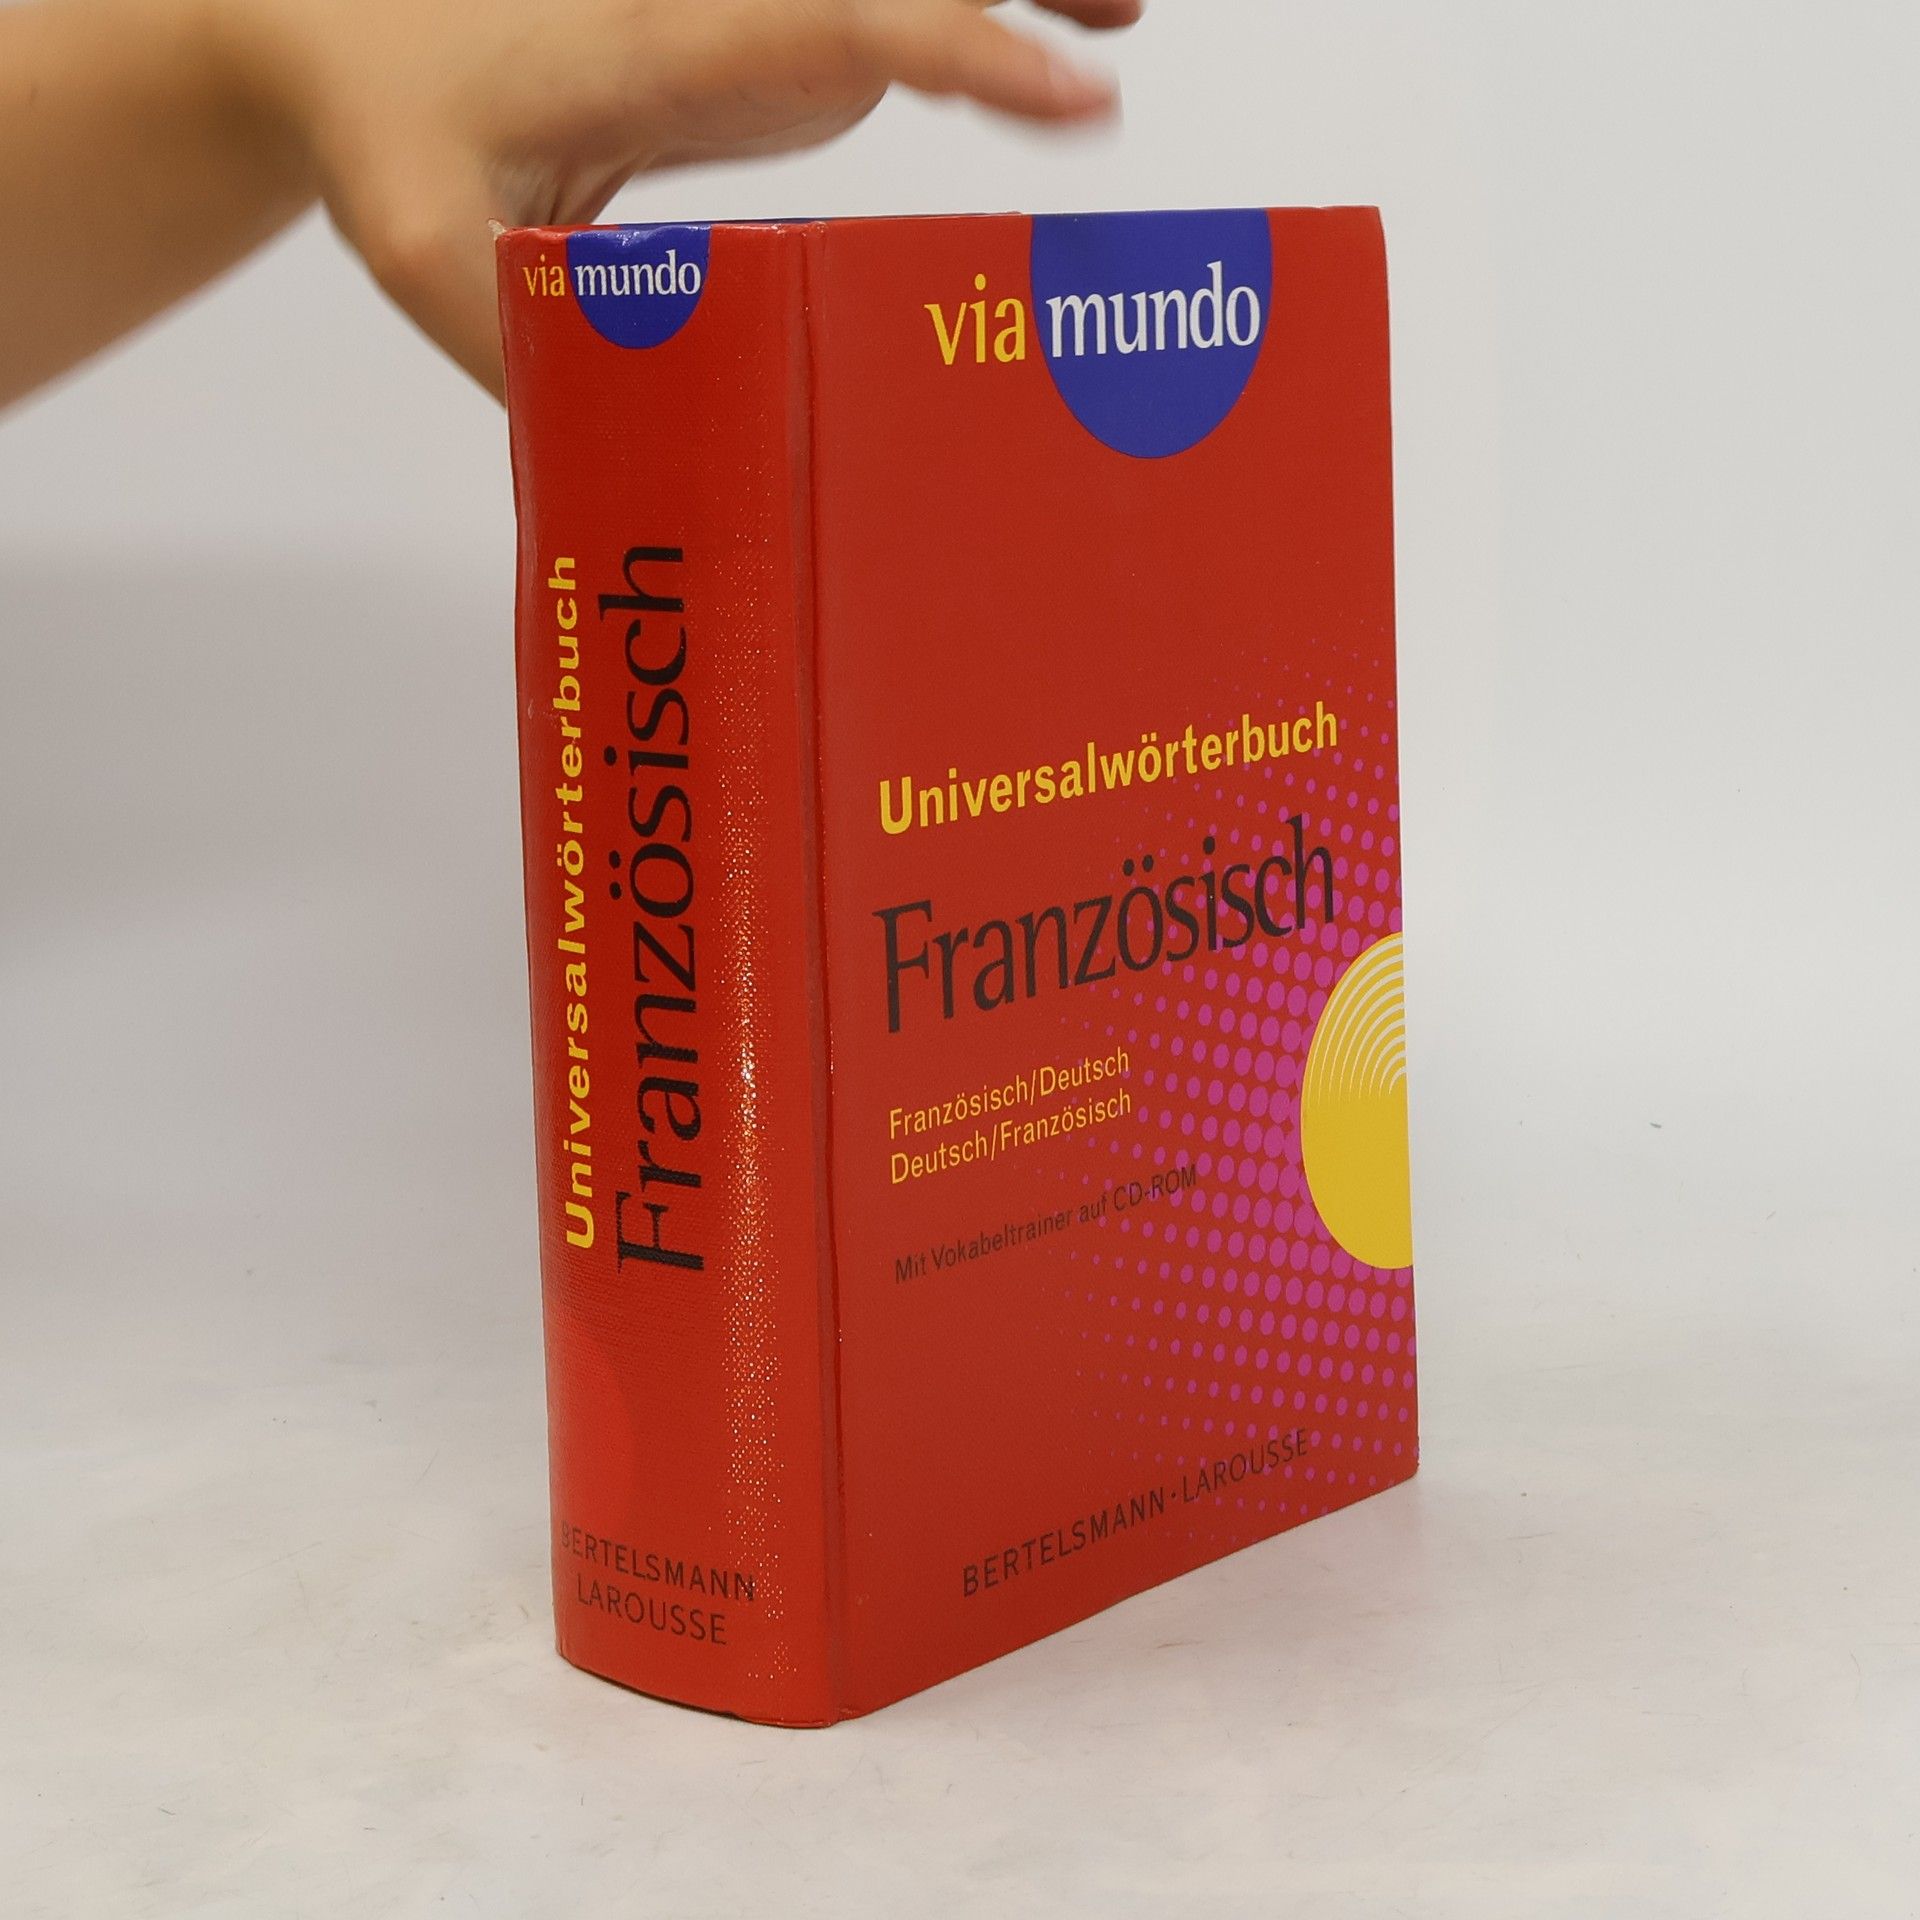 via mundo
Universalwörterbuch
Französisch
BERTELSMANN
LAROUSSE
via mundo
Universalwörterbuch
Französisch
Französisch/Deutsch
Deutsch/Französisch
Mit Vokabeltrainer auf CD-ROM
BERTELSMANN·LAROUSSE